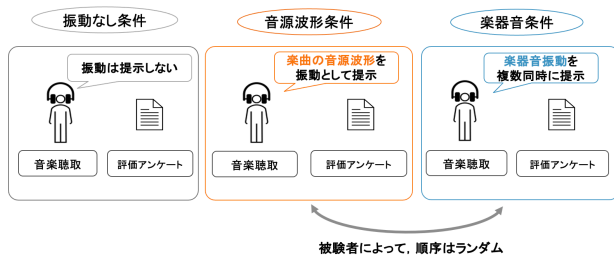 振動なし条件
音源波形条件
楽器音条件
振動は提示しない
楽曲の音源波形を
振動として提示
楽器音振動を
複数同時に提示
音楽聴取
評価アンケート
音楽聴取
評価アンケート
音楽聴取
評価アンケート
被験者によって，順序はランダム